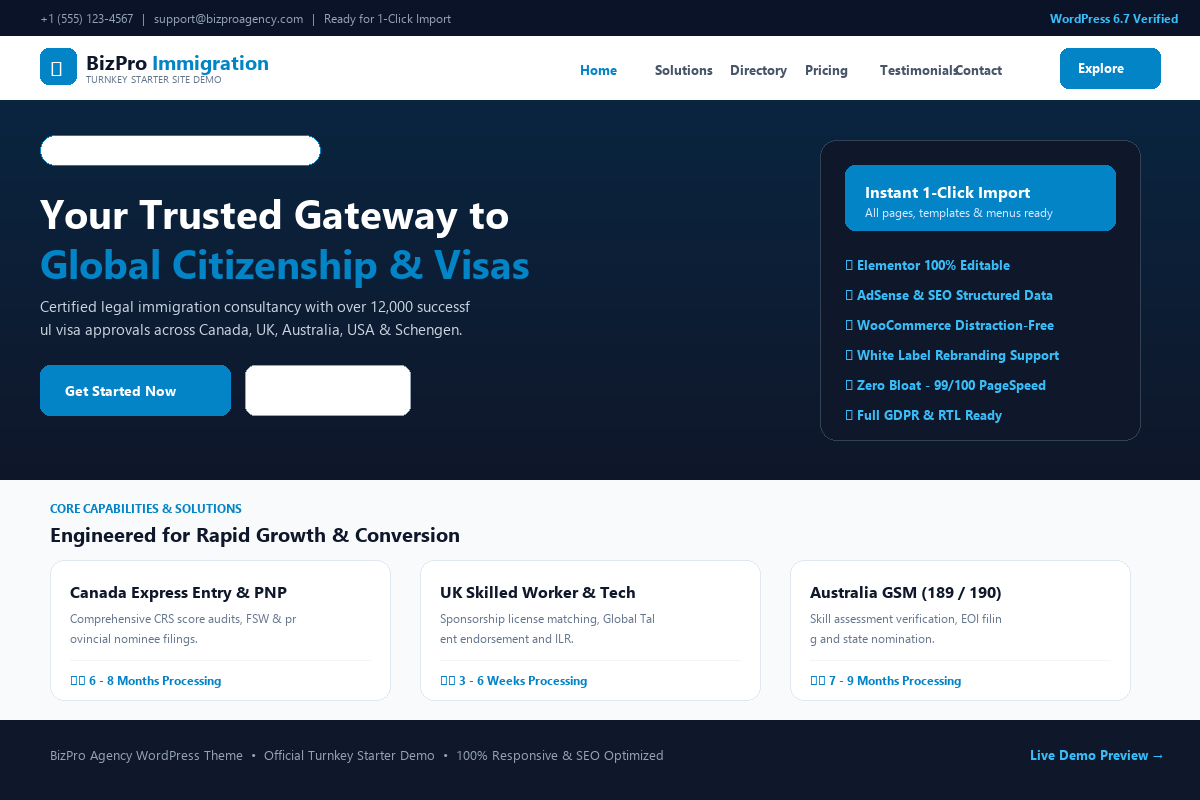 +1 (555) 123-4567 | support@bizproagency.com | Ready for 1-Click Import
WordPress 6.7 Verified
BizPro Immigration
TURNKEY STARTER SITE DEMO
Home Solutions Directory Pricing Testimonials Contact
Explore
Your Trusted Gateway to
Global Citizenship & Visas
Certified legal immigration consultancy with over 12,000 successf
ul visa approvals across Canada, UK, Australia, USA & Schengen.
Get Started Now
Instant 1-Click Import
All pages, templates & menus ready
Elementor 100% Editable
AdSense & SEO Structured Data
WooCommerce Distraction-Free
White Label Rebranding Support
Zero Bloat - 99/100 PageSpeed
Full GDPR & RTL Ready
CORE CAPABILITIES & SOLUTIONS
Engineered for Rapid Growth & Conversion
Canada Express Entry & PNP
Comprehensive CRS score audits, FSW & pr
ovincial nominee filings.
6 - 8 Months Processing
UK Skilled Worker & Tech
Sponsorship license matching, Global Tal
ent endorsement and ILR.
3 - 6 Weeks Processing
Australia GSM (189 / 190)
Skill assessment verification, EOI filin
g and state nomination.
7 - 9 Months Processing
BizPro Agency WordPress Theme • Official Turnkey Starter Demo • 100% Responsive & SEO Optimized
Live Demo Preview →